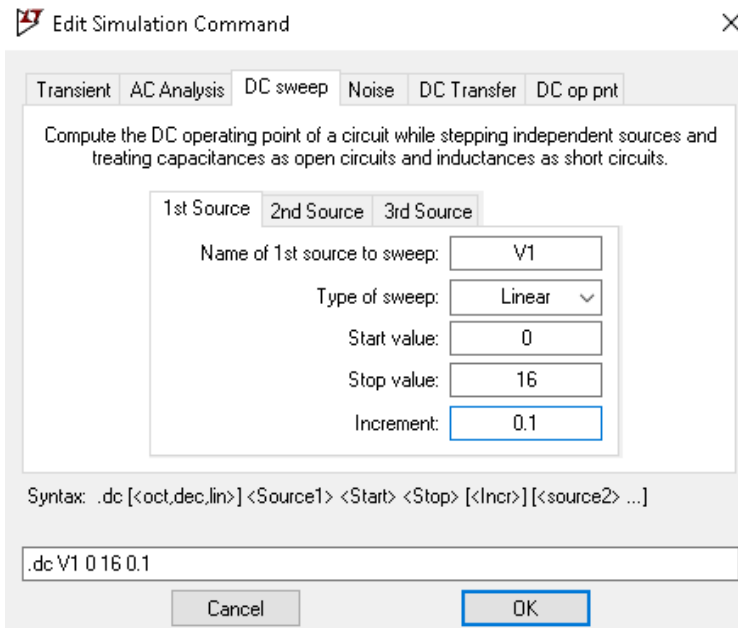 Edit Simulation Command
Transient AC Analysis DC sweep Noise DC Transfer DC op pnt
Compute the DC operating point of a circuit while stepping independent sources and
treating capacitances as open circuits and inductances as short circuits.
1st Source 2nd Source 3rd Source
Name of 1st source to sweep: V1
Type of sweep: Linear
Start value: 0
Stop value: 16
Increment: 0.1
Syntax: .dc [<oct,dec,lin>] <Source1> <Start> <Stop> [<Incr>] [<source2> ...]
.dc V1 0 16 0.1
Cancel OK